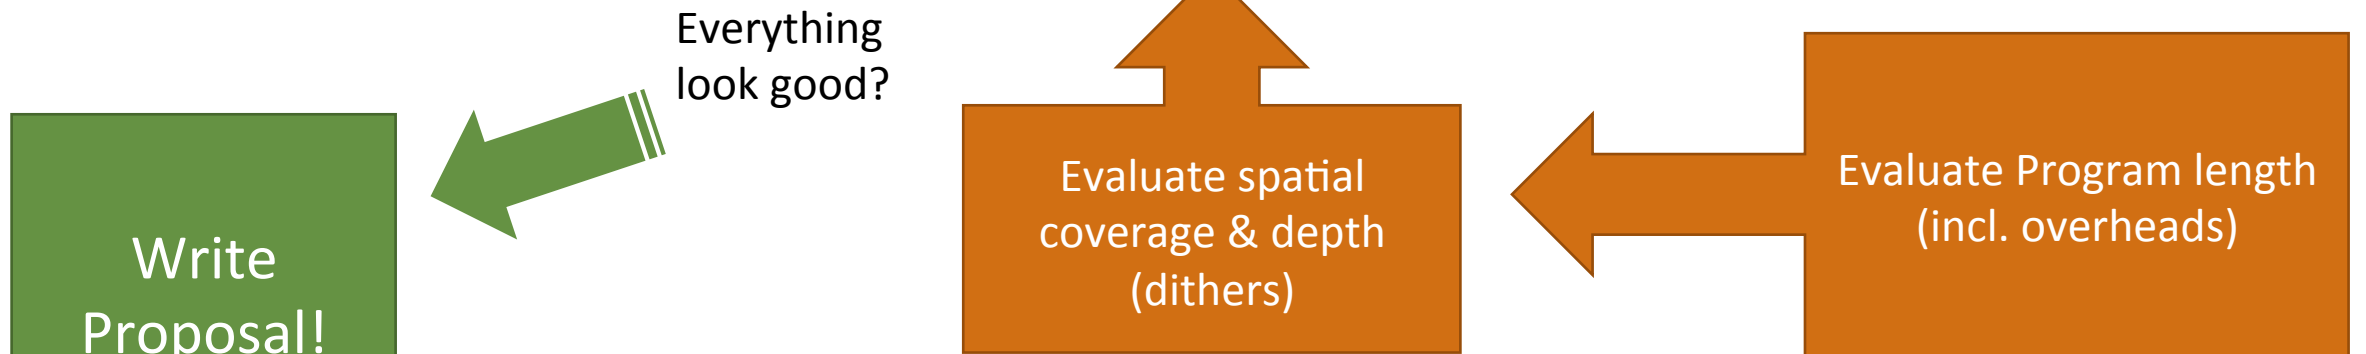 Everything
look good?
Write
Proposal!
Evaluate spatial
coverage & depth
(dithers)
Evaluate Program length
(incl. overheads)